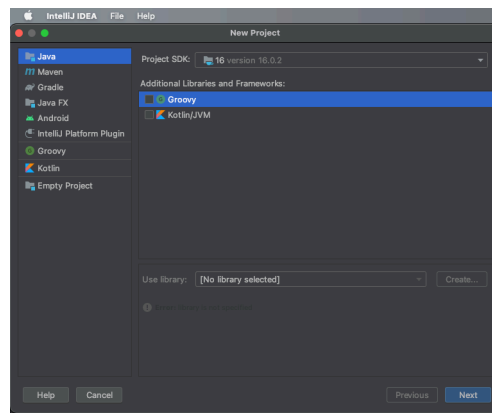 IntelliJ IDEA File Help
New Project
Java
Maven
Gradle
Java FX
Android
IntelliJ Platform Plugin
Groovy
Kotlin
Empty Project
Project SDK: 16 version 16.0.2
Additional Libraries and Frameworks:
Groovy
Kotlin/JVM
Use library: [No library selected] Create...
Help Cancel Previous Next